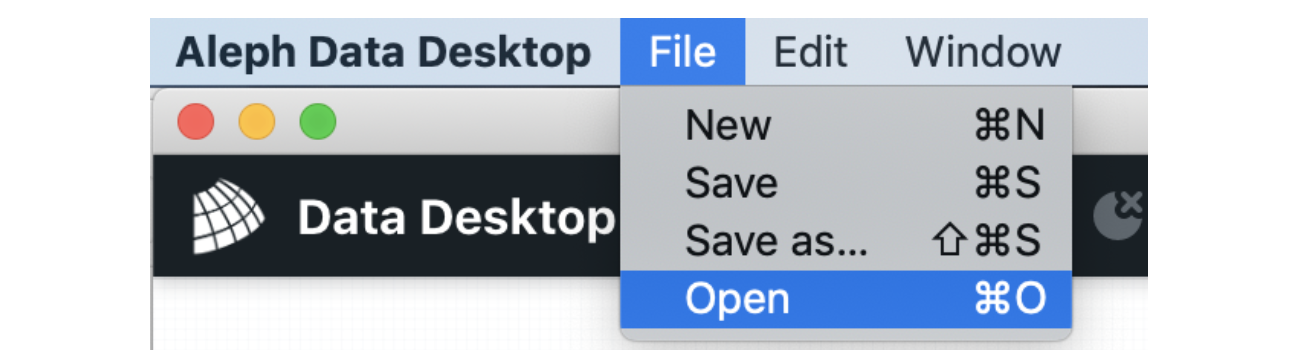 Aleph Data Desktop File Edit Window
New ⌘N
Save ⌘S
Data Desktop
Save as... ⇧⌘S
Open ⌘O